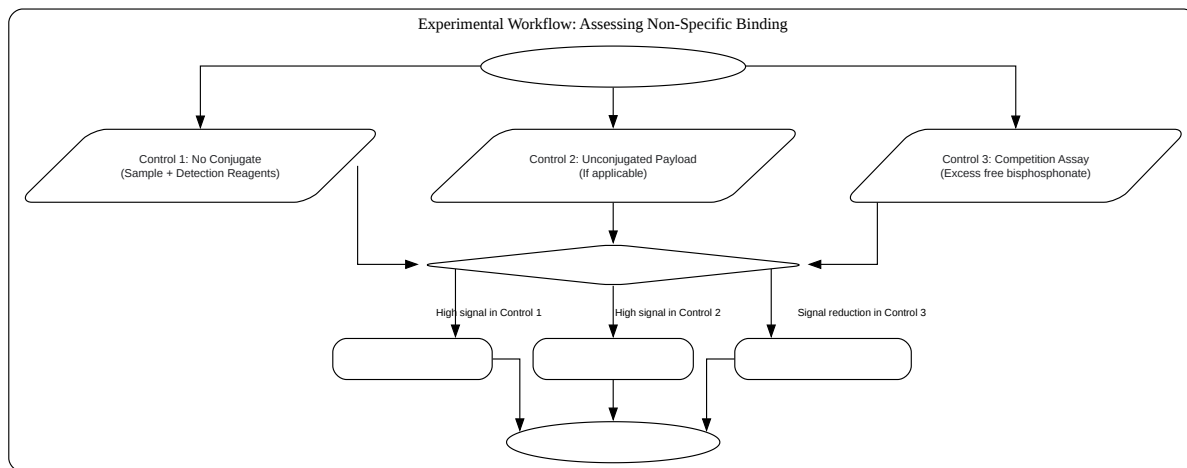 Experimental Workflow: Assessing Non-Specific Binding
Control 1: No Conjugate
(Sample + Detection Reagents)
Control 2: Unconjugated Payload
(If applicable)
Control 3: Competition Assay
(Excess free bisphosphonate)
High signal in Control 1
High signal in Control 2
Signal reduction in Control 3